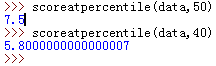 >>> scoreatpercentile(data,50)
7.5
>>> scoreatpercentile(data,40)
5.8000000000000007
>>>